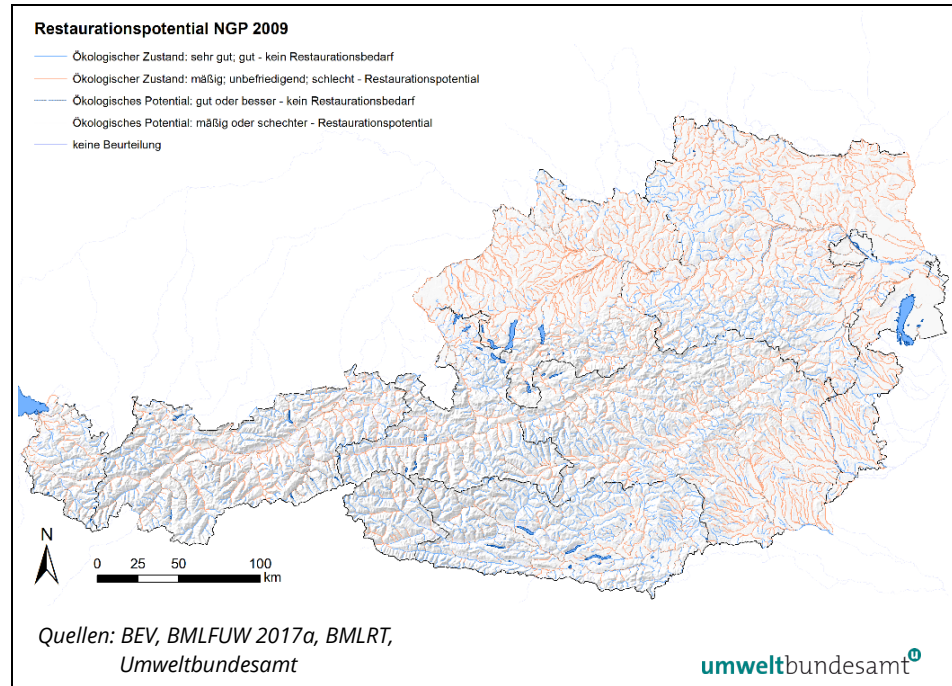 Restaurationspotential NGP 2009
Ökologischer Zustand: sehr gut; gut - kein Restaurationsbedarf
Ökologischer Zustand: mäßig; unbefriedigend; schlecht - Restaurationspotential
Ökologisches Potential: gut oder besser - kein Restaurationsbedarf
Ökologisches Potential: mäßig oder schechter - Restaurationspotential
keine Beurteilung
N
0 25 50 100
km
Quellen: BEV, BMLFUW 2017a, BMLRT,
Umweltbundesamt
umweltbundesamt u